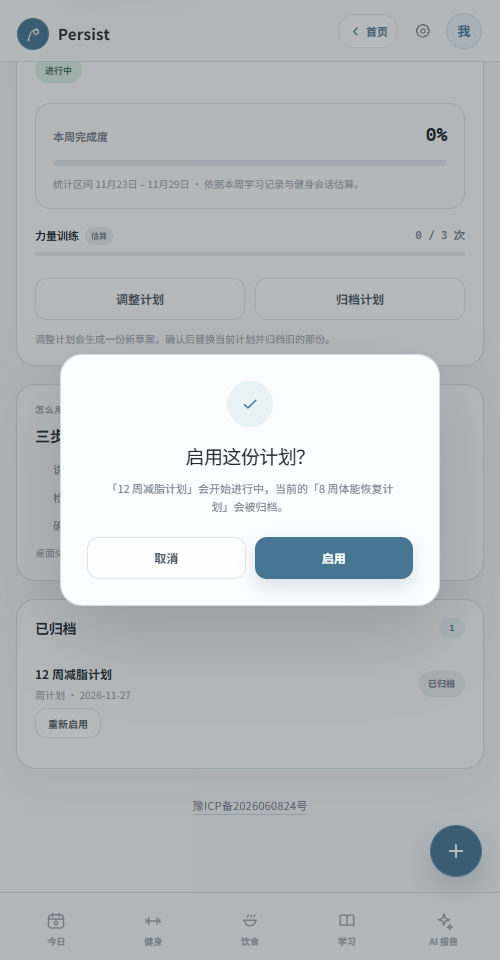 Persist
首页
我
进行中
本周完成度
0%
统计区间 11月23日 – 11月29日 · 依据本周学习记录与健身会话估算。
力量训练 估算
0 / 3 次
调整计划
归档计划
调整计划会生成一份新草案，确认后替换当前计划并归档旧的那份。
怎么用
三步
启用这份计划？
「12 周减脂计划」会开始进行中，当前的「8 周体能恢复计
划」会被归档。
取消
启用
桌面
已归档
1
12 周减脂计划
周计划 · 2026-11-27
已归档
重新启用
豫ICP备2026060824号
今日
健身
饮食
学习
AI 报告